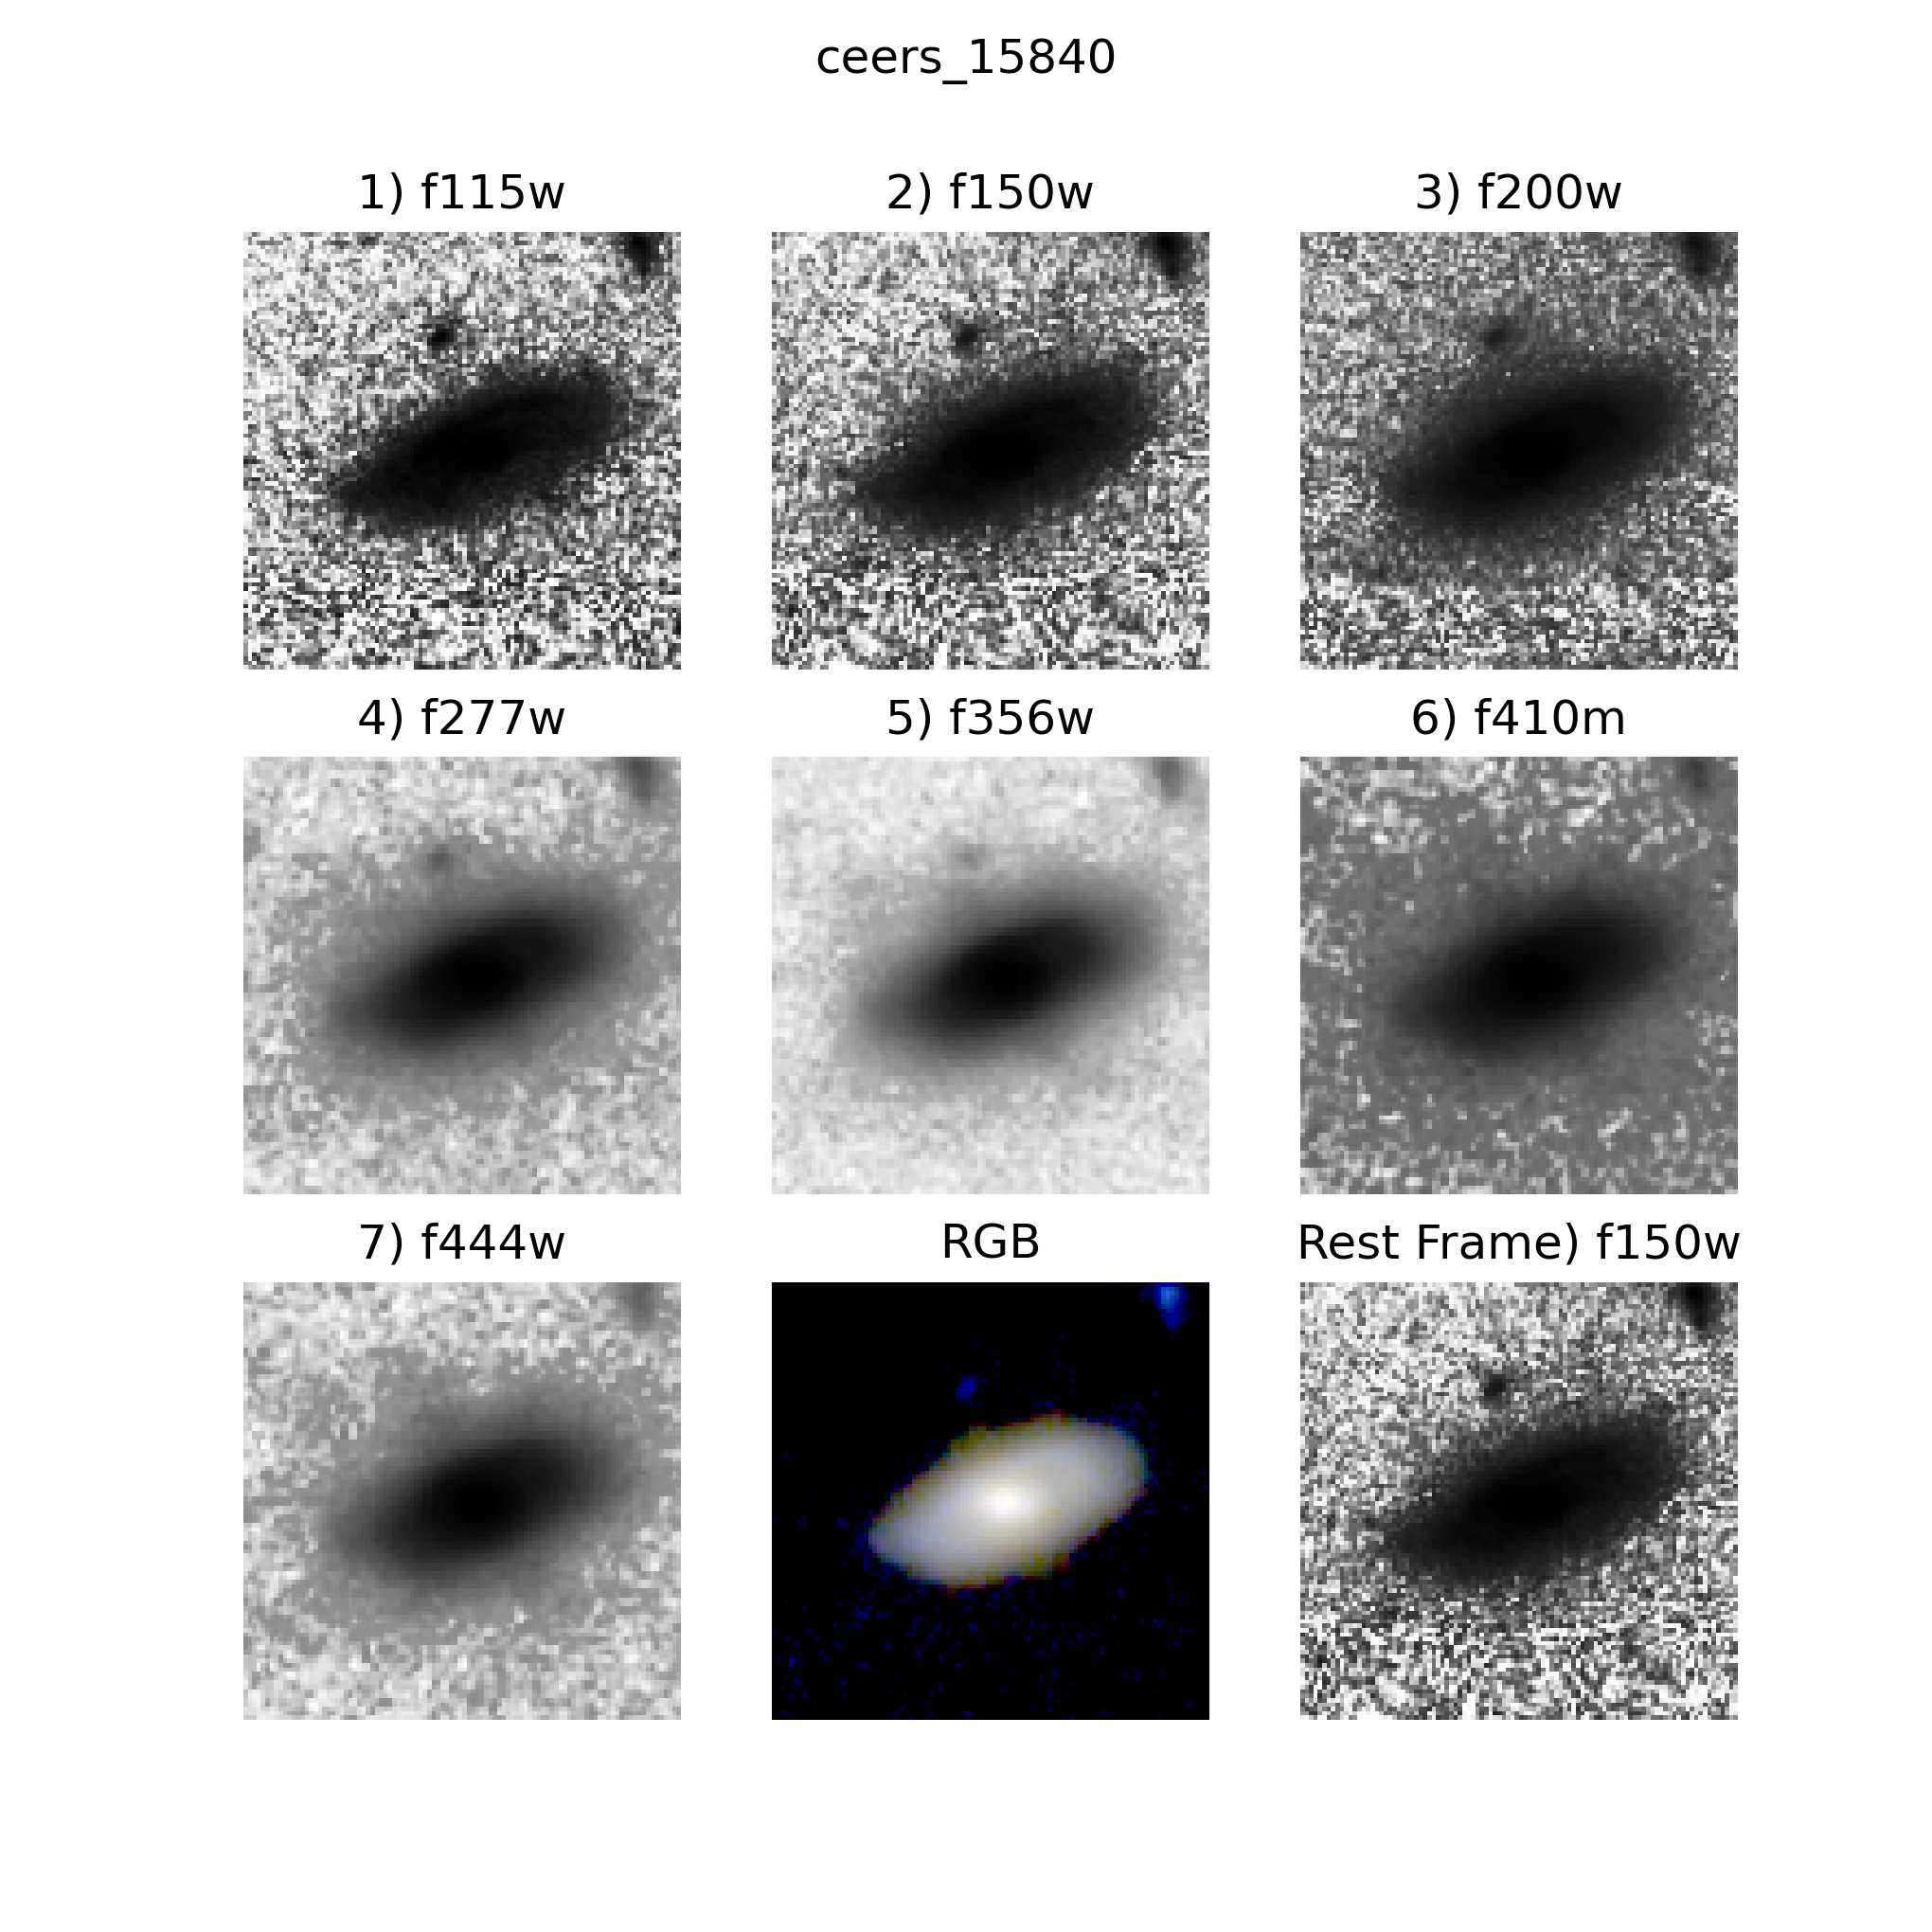 ceers_15840
1) f115w
2) f150w
3) f200w
4) f277w
5) f356w
6) f410m
7) f444w
RGB
Rest Frame) f150w